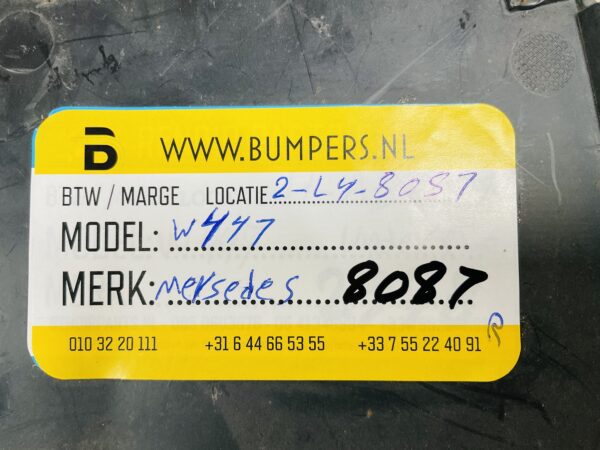 B WWW.BUMPERS.NL
BTW / MARGE LOCATIE 2-L4-8087
MODEL: W447
MERK: mersedes 8087
010 32 20 111 +31 6 44 66 53 55 +33 7 55 22 40 91